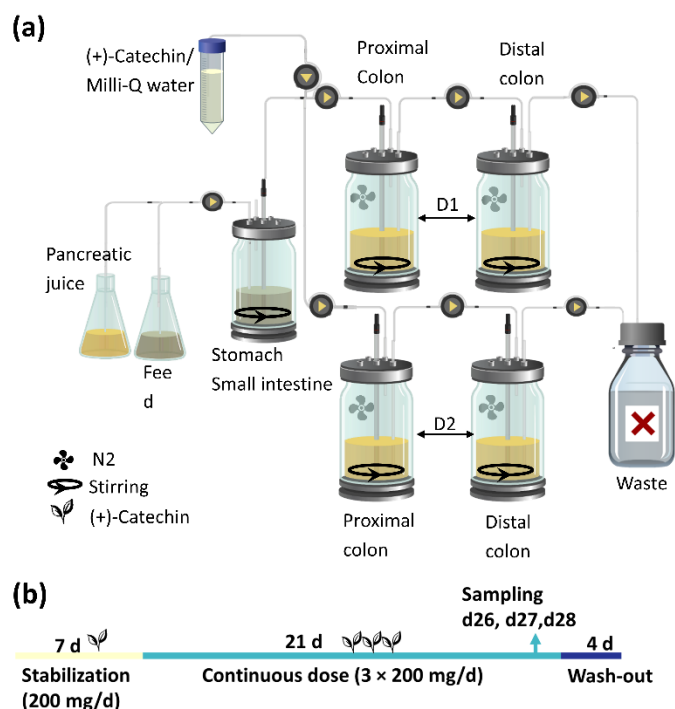 (a)
(+)-Catechin/
Milli-Q water
Proximal
Colon
Distal
colon
D1
Pancreatic
juice
Fee
d
Stomach
Small intestine
D2
N2
Stirring
(+)-Catechin
Proximal
colon
Distal
colon
Waste
(b)
Sampling
d26, d27,d28
7 d
21 d
4 d
Stabilization
(200 mg/d)
Continuous dose (3 × 200 mg/d)
Wash-out